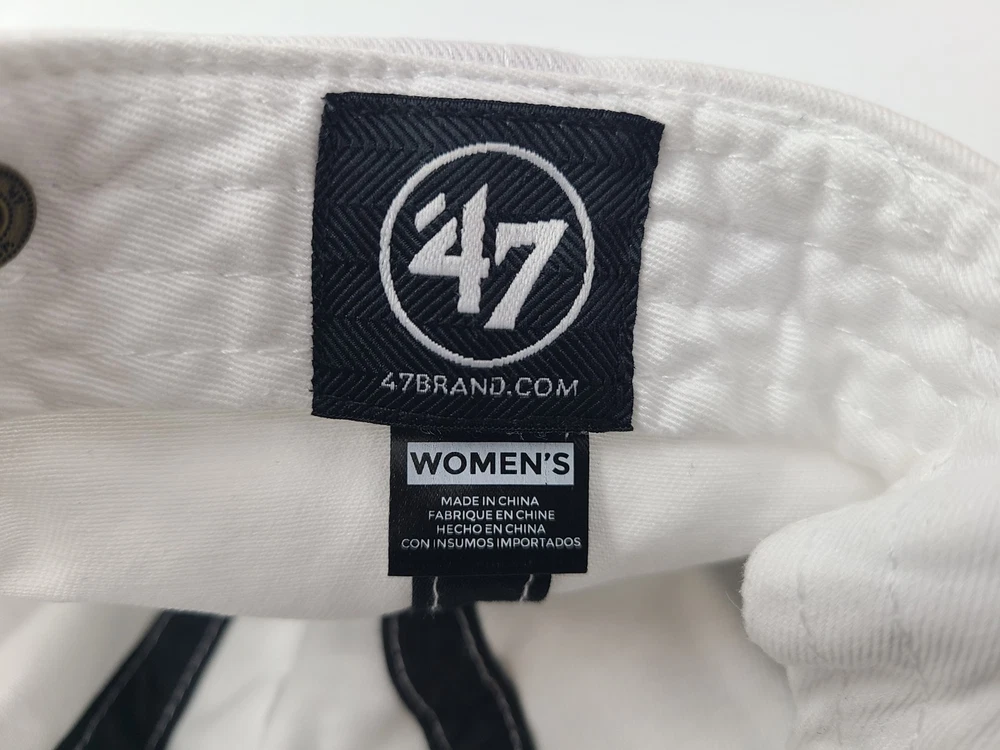 '47
47BRAND.COM
WOMEN'S
MADE IN CHINA
FABRIQUE EN CHINE
HECHO EN CHINA
CON INSUMOS IMPORTADOS